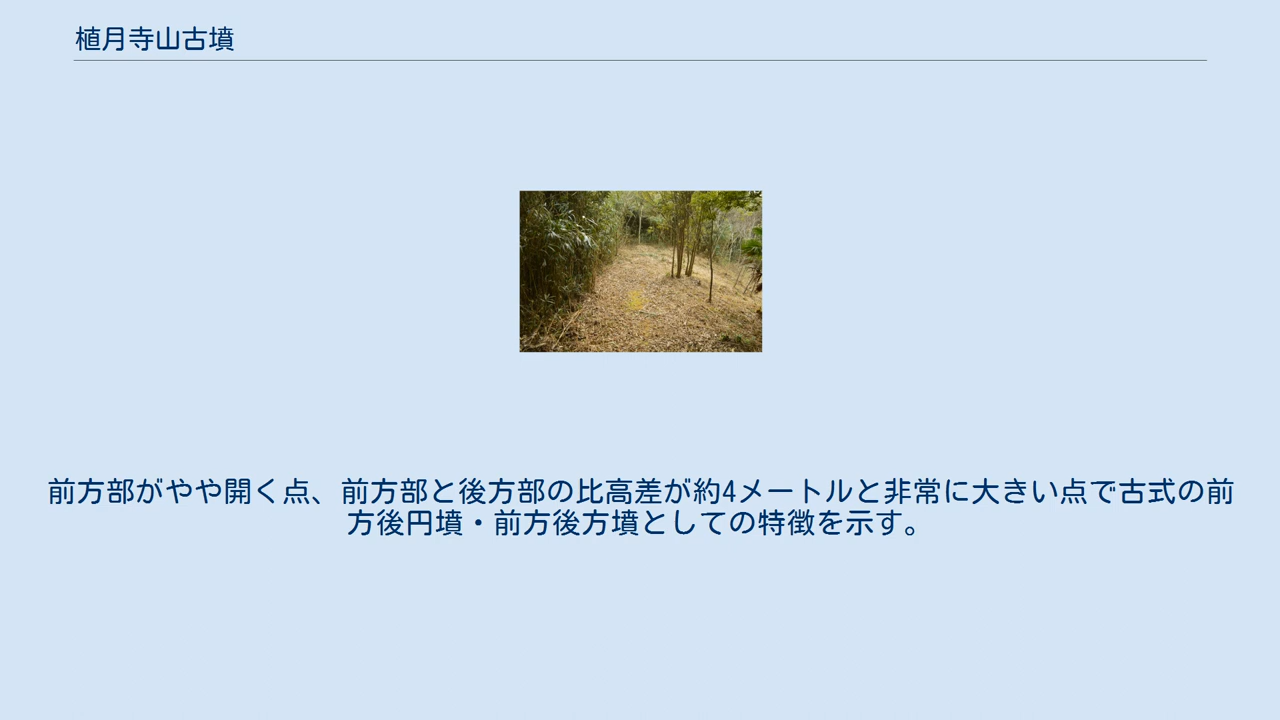 植月寺山古墳
前方部がやや開く点、前方部と後方部の比高差が約4メートルと非常に大きい点で古式の前
方後円墳・前方後方墳としての特徴を示す。